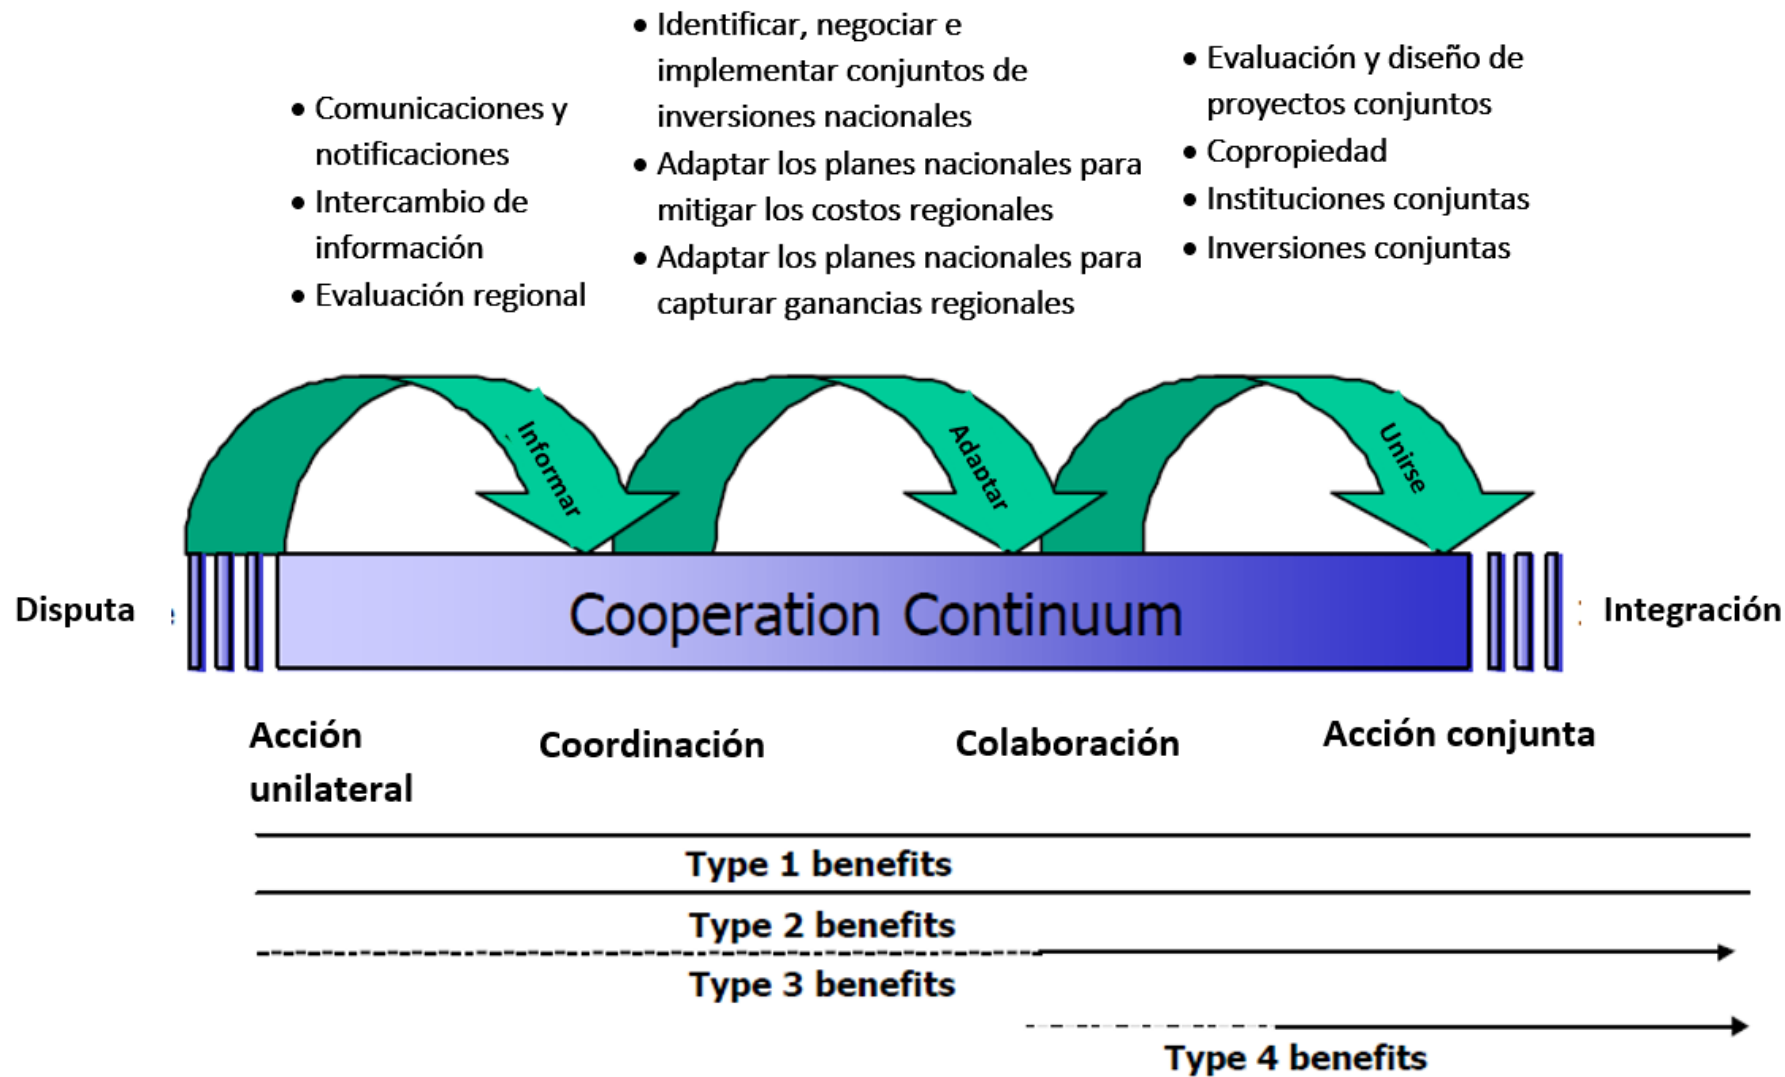 • Comunicaciones y
notificaciones
• Intercambio de
información
• Evaluación regional
• Identificar, negociar e
implementar conjuntos de
inversiones nacionales
• Adaptar los planes nacionales para
mitigar los costos regionales
• Adaptar los planes nacionales para
capturar ganancias regionales
• Evaluación y diseño de
proyectos conjuntos
• Copropiedad
• Instituciones conjuntas
• Inversiones conjuntas
Informar
Adaptar
Unirse
Disputa
Cooperation Continuum
Integración
Acción
unilateral
Coordinación
Colaboración
Acción conjunta
Type 1 benefits
Type 2 benefits
Type 3 benefits
Type 4 benefits